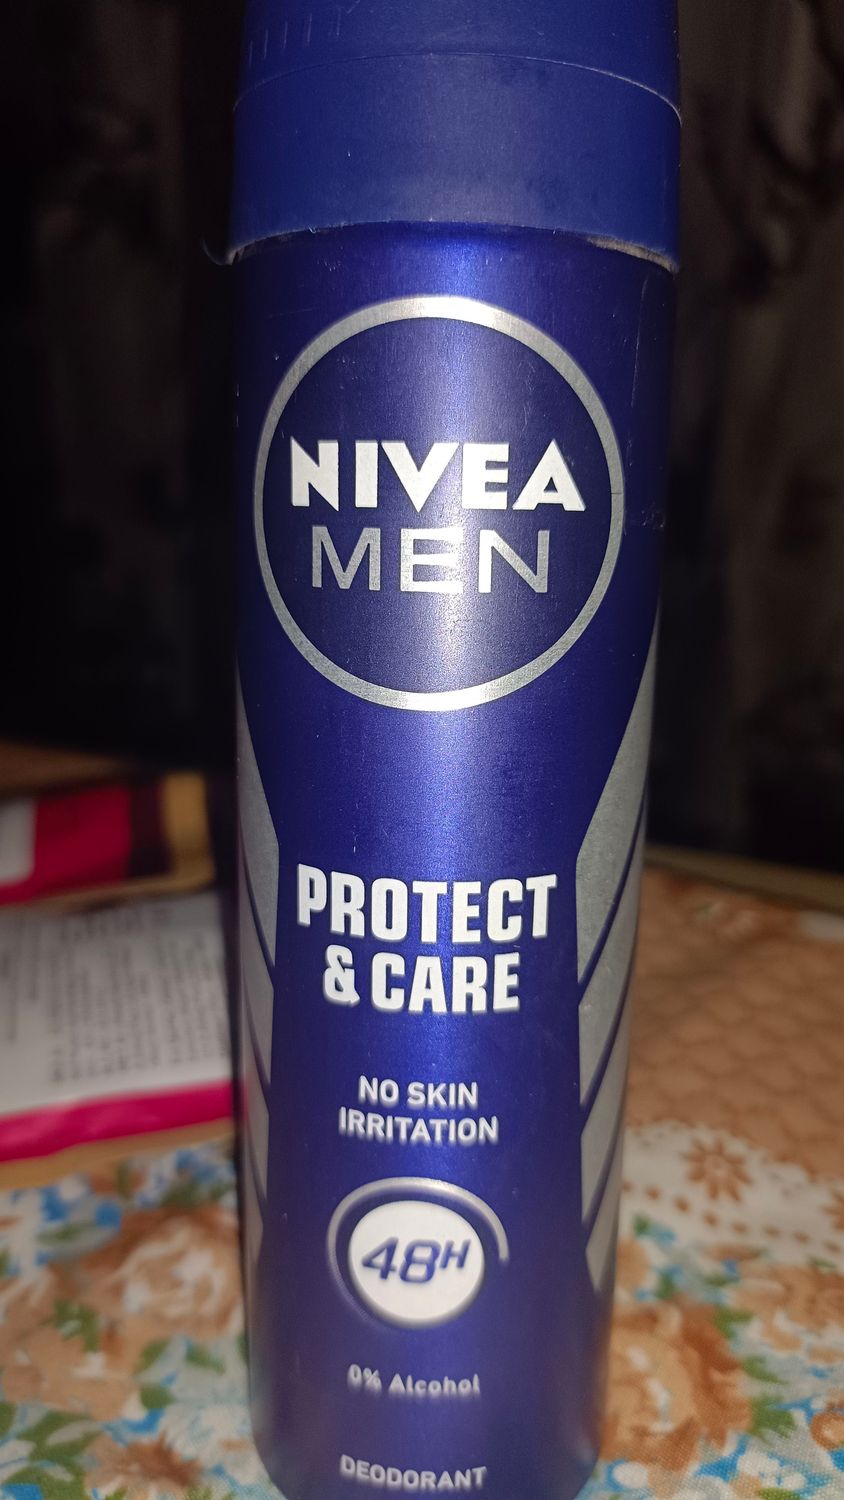 NIVEA
MEN
PROTECT
& CARE
NO SKIN
IRRITATION
48H
0% Alcohol
DEODORANT